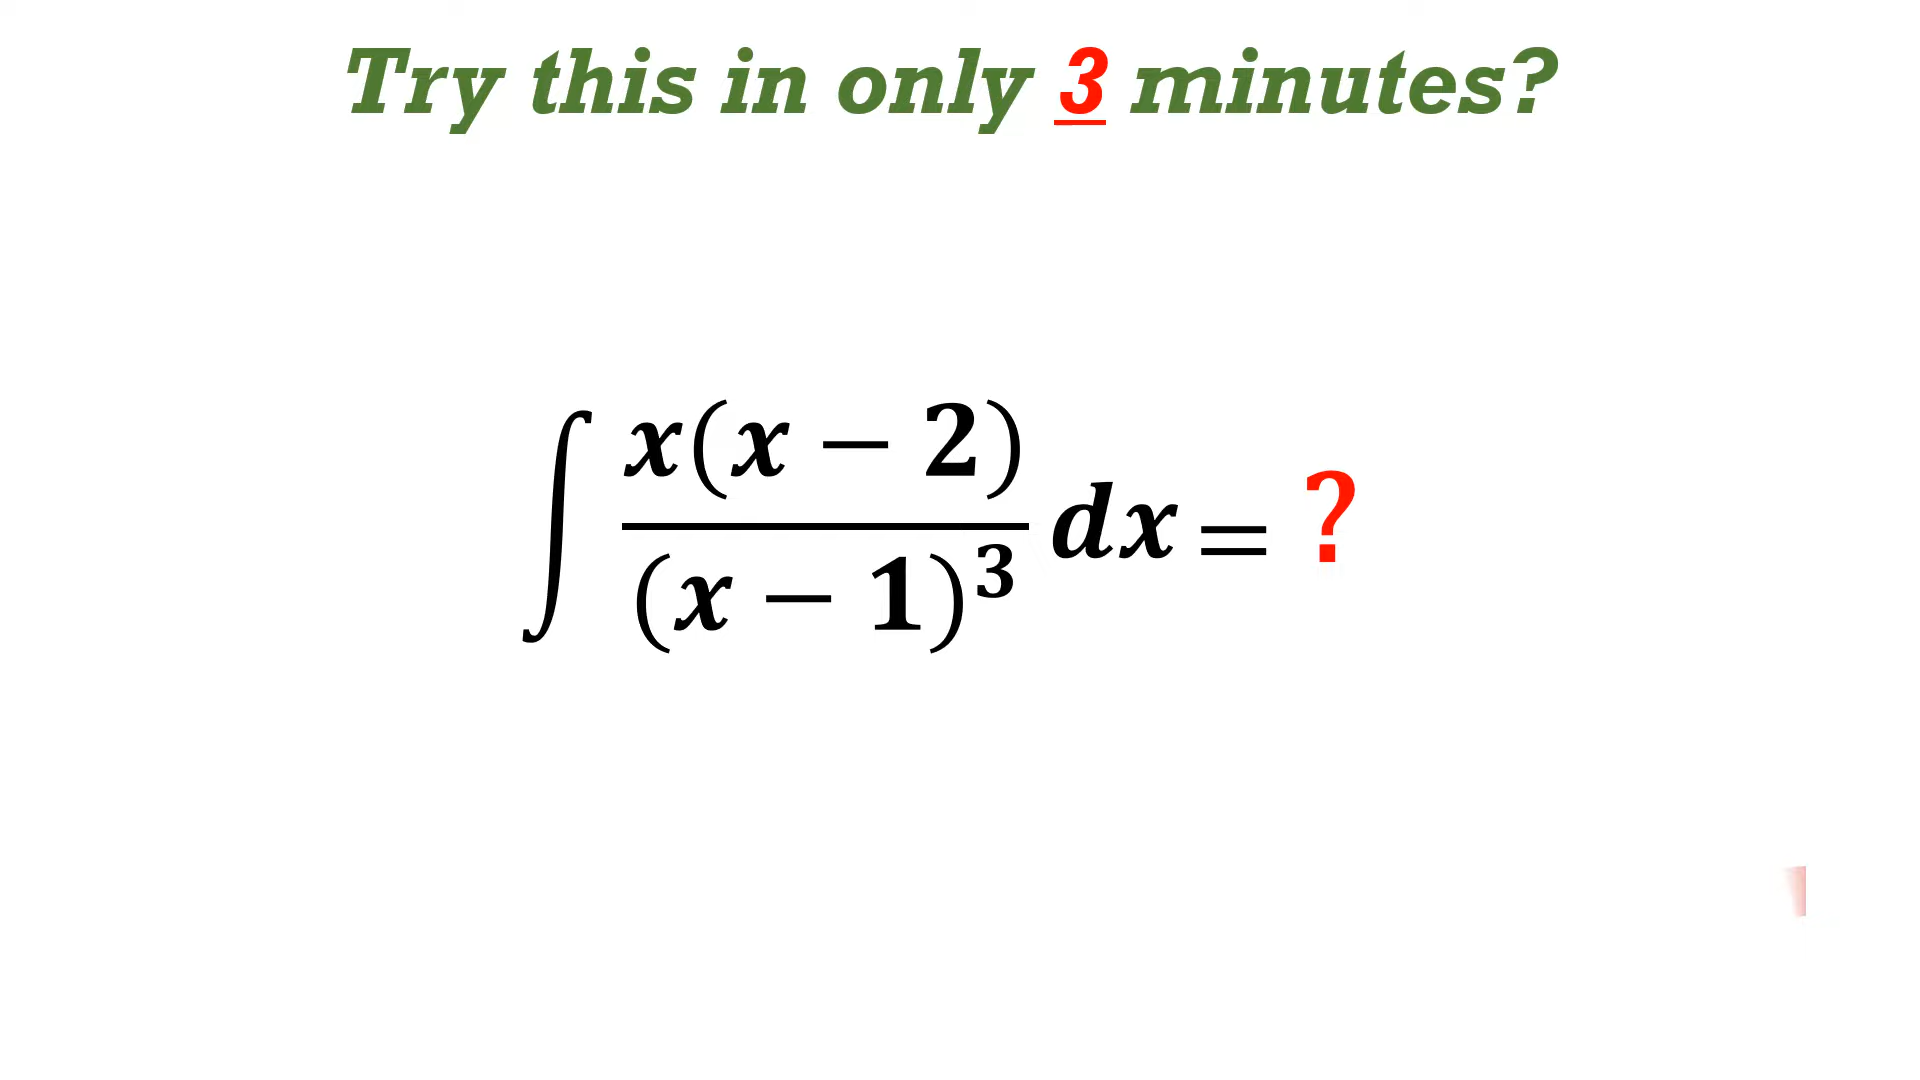 Try this in only 3 minutes?
∫ x(x − 2) / (x − 1)³ dx = ?